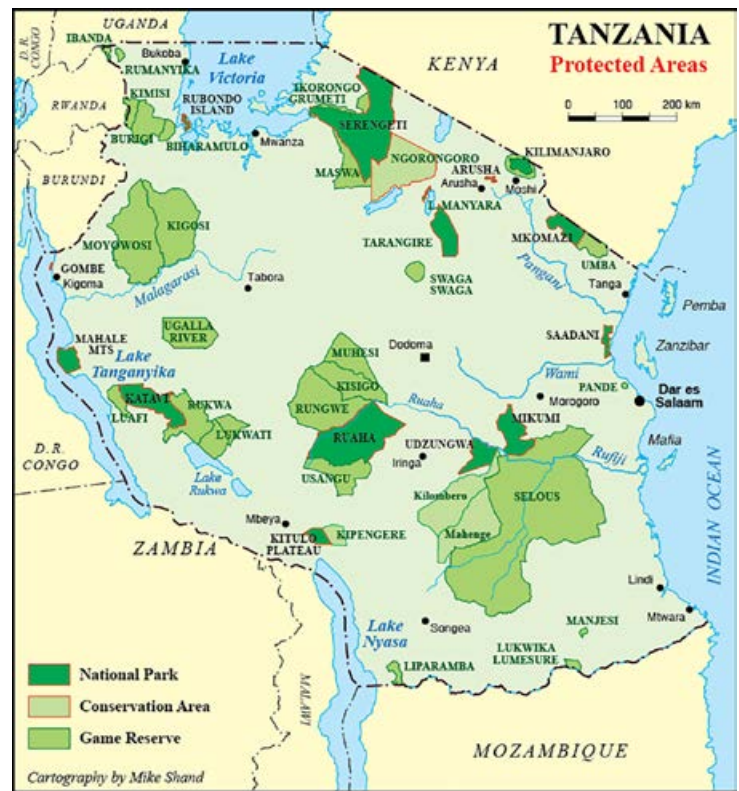 TANZANIA
Protected Areas
0 100 200 km
UGANDA
D. R.
CONGO
RWANDA
BURUNDI
KENYA
IBANDA
Bukoba
RUMANYIKA
KIMISI
Lake
Victoria
RUBONDO
ISLAND
BURIGI
BIHARAMULO
Mwanza
IKORONGO
GRUMETI
SERENGETI
MASWA
NGORONGORO
ARUSHA
Arusha
KILIMANJARO
Moshi
L. MANYARA
TARANGIRE
MKOMAZI
UMBA
Pangani
Tanga
Pemba
MOYOWOSI
KIGOSI
GOMBE
Kigoma
Malagarasi
Tabora
SWAGA
SWAGA
SAADANI
Zanzibar
MAHALE
MTS
Lake
Tanganyika
UGALLA
RIVER
MUHESI
Dodoma
KISIGO
RUNGWE
Wami
PANDE
Dar es
Salaam
Morogoro
KATAVI
LUAFI
RUKWA
LUKWATI
Ruaha
MIKUMI
RUAHA
UDZUNGWA
Iringa
Rufiji
Mafia
D. R.
CONGO
Lake
Rukwa
USANGU
Kilombero
SELOUS
Mahenge
INDIAN OCEAN
Mbeya
KITULO
PLATEAU
KIPENGERE
ZAMBIA
Lindi
Mtwara
Lake
Nyasa
Songea
MANJESI
LUKWIKA
LUMESURE
LIPARAMBA
MALAWI
MOZAMBIQUE
National Park
Conservation Area
Game Reserve
Cartography by Mike Shand